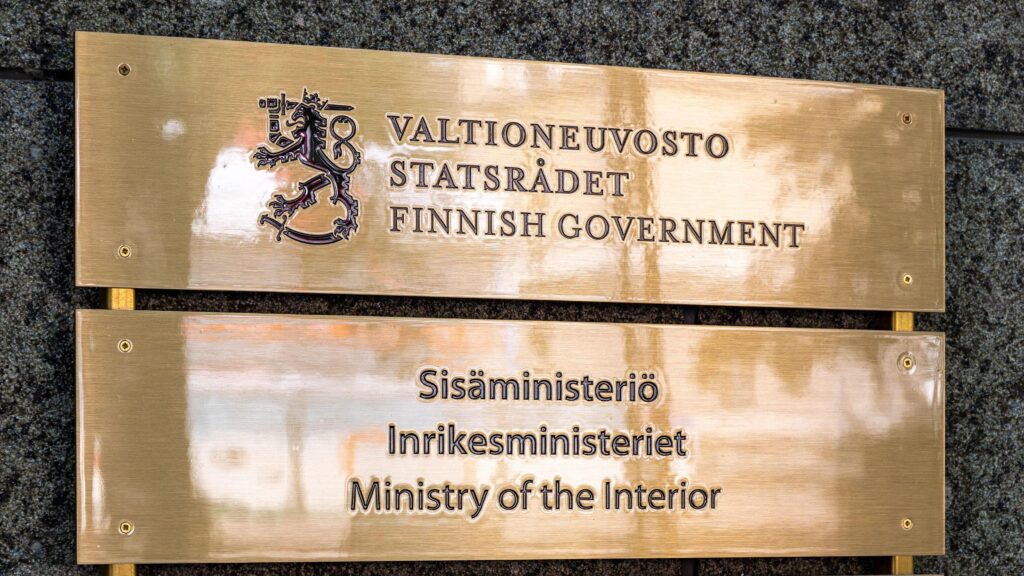 VALTIONEUVOSTO
STATSRÅDET
FINNISH GOVERNMENT
Sisäministeriö
Inrikesministeriet
Ministry of the Interior